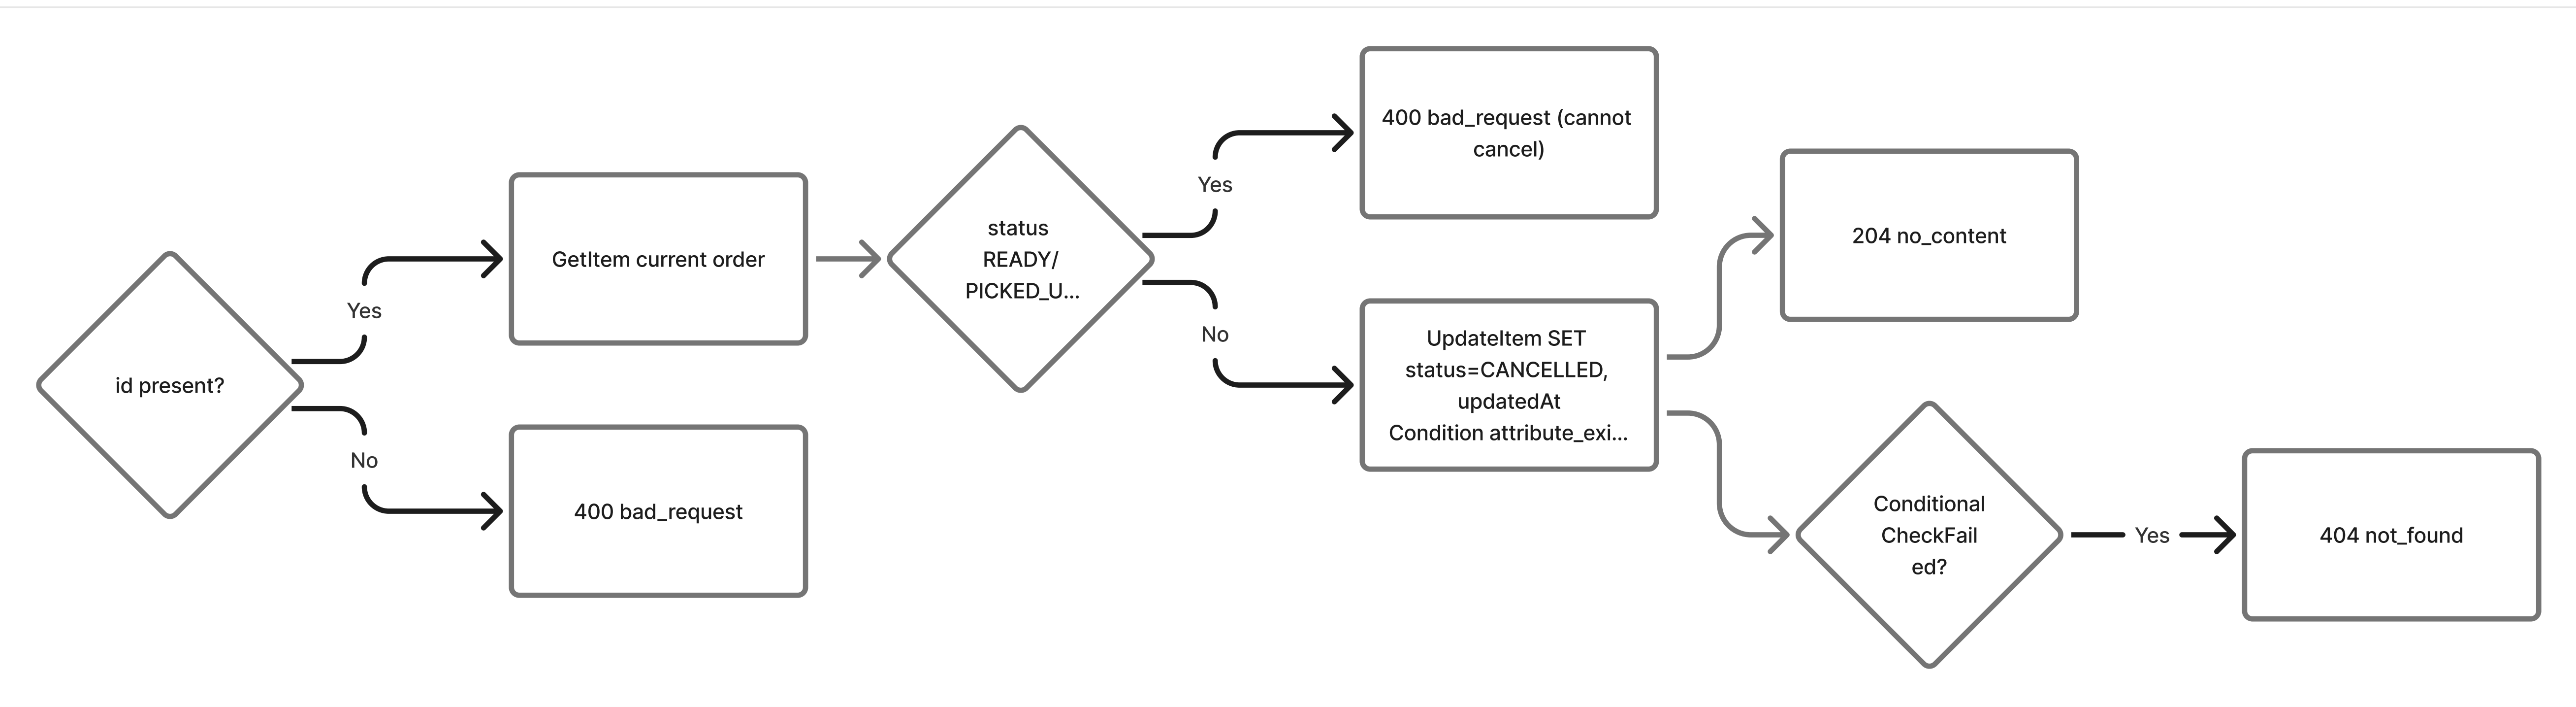 id present?
Yes
No
GetItem current order
400 bad_request
status
READY/
PICKED_U...
Yes
No
400 bad_request (cannot
cancel)
UpdateItem SET
status=CANCELLED,
updatedAt
Condition attribute_exi...
204 no_content
Conditional
CheckFail
ed?
Yes
404 not_found